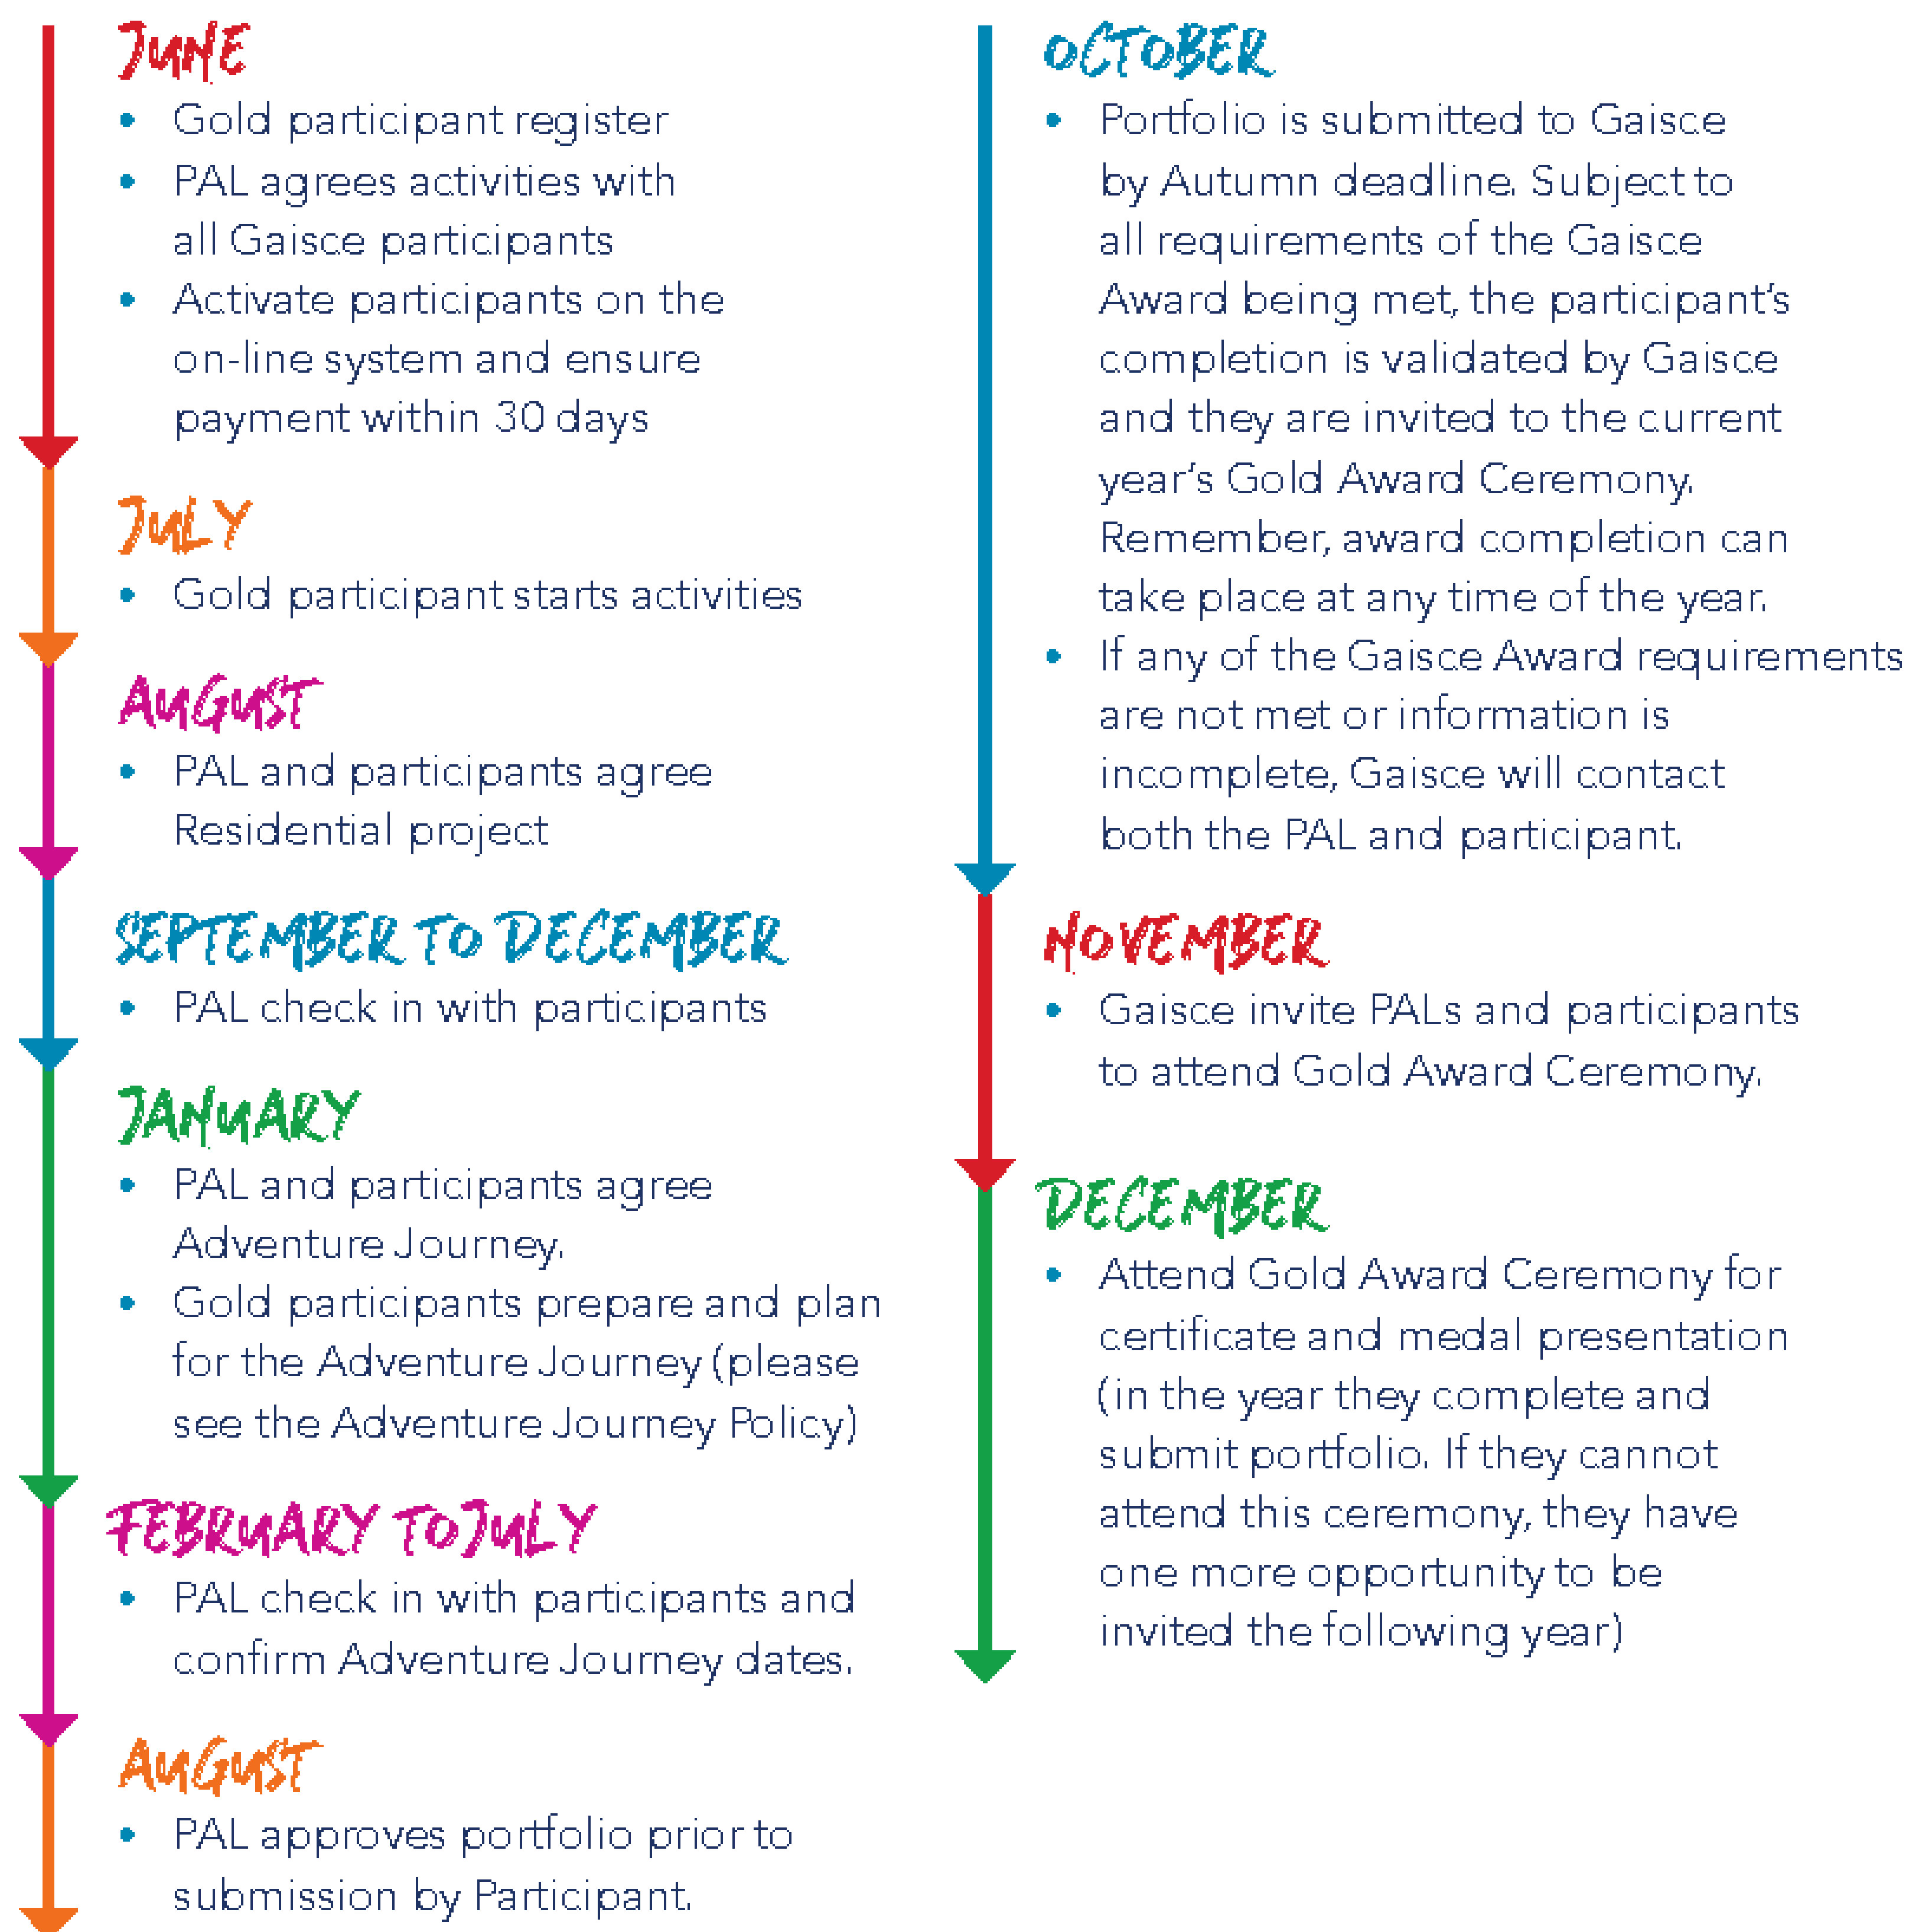 JUNE
• Gold participant register
• PAL agrees activities with
all Gaisce participants
• Activate participants on the
on-line system and ensure
payment within 30 days
JULY
• Gold participant starts activities
AUGUST
• PAL and participants agree
Residential project
SEPTEMBER TO DECEMBER
• PAL check in with participants
JANUARY
• PAL and participants agree
Adventure Journey.
• Gold participants prepare and plan
for the Adventure Journey (please
see the Adventure Journey Policy)
FEBRUARY TO JULY
• PAL check in with participants and
confirm Adventure Journey dates.
AUGUST
• PAL approves portfolio prior to
submission by Participant.
OCTOBER
• Portfolio is submitted to Gaisce
by Autumn deadline. Subject to
all requirements of the Gaisce
Award being met, the participant's
completion is validated by Gaisce
and they are invited to the current
year's Gold Award Ceremony.
Remember, award completion can
take place at any time of the year.
• If any of the Gaisce Award requirements
are not met or information is
incomplete, Gaisce will contact
both the PAL and participant.
NOVEMBER
• Gaisce invite PALs and participants
to attend Gold Award Ceremony.
DECEMBER
• Attend Gold Award Ceremony for
certificate and medal presentation
(in the year they complete and
submit portfolio. If they cannot
attend this ceremony, they have
one more opportunity to be
invited the following year)